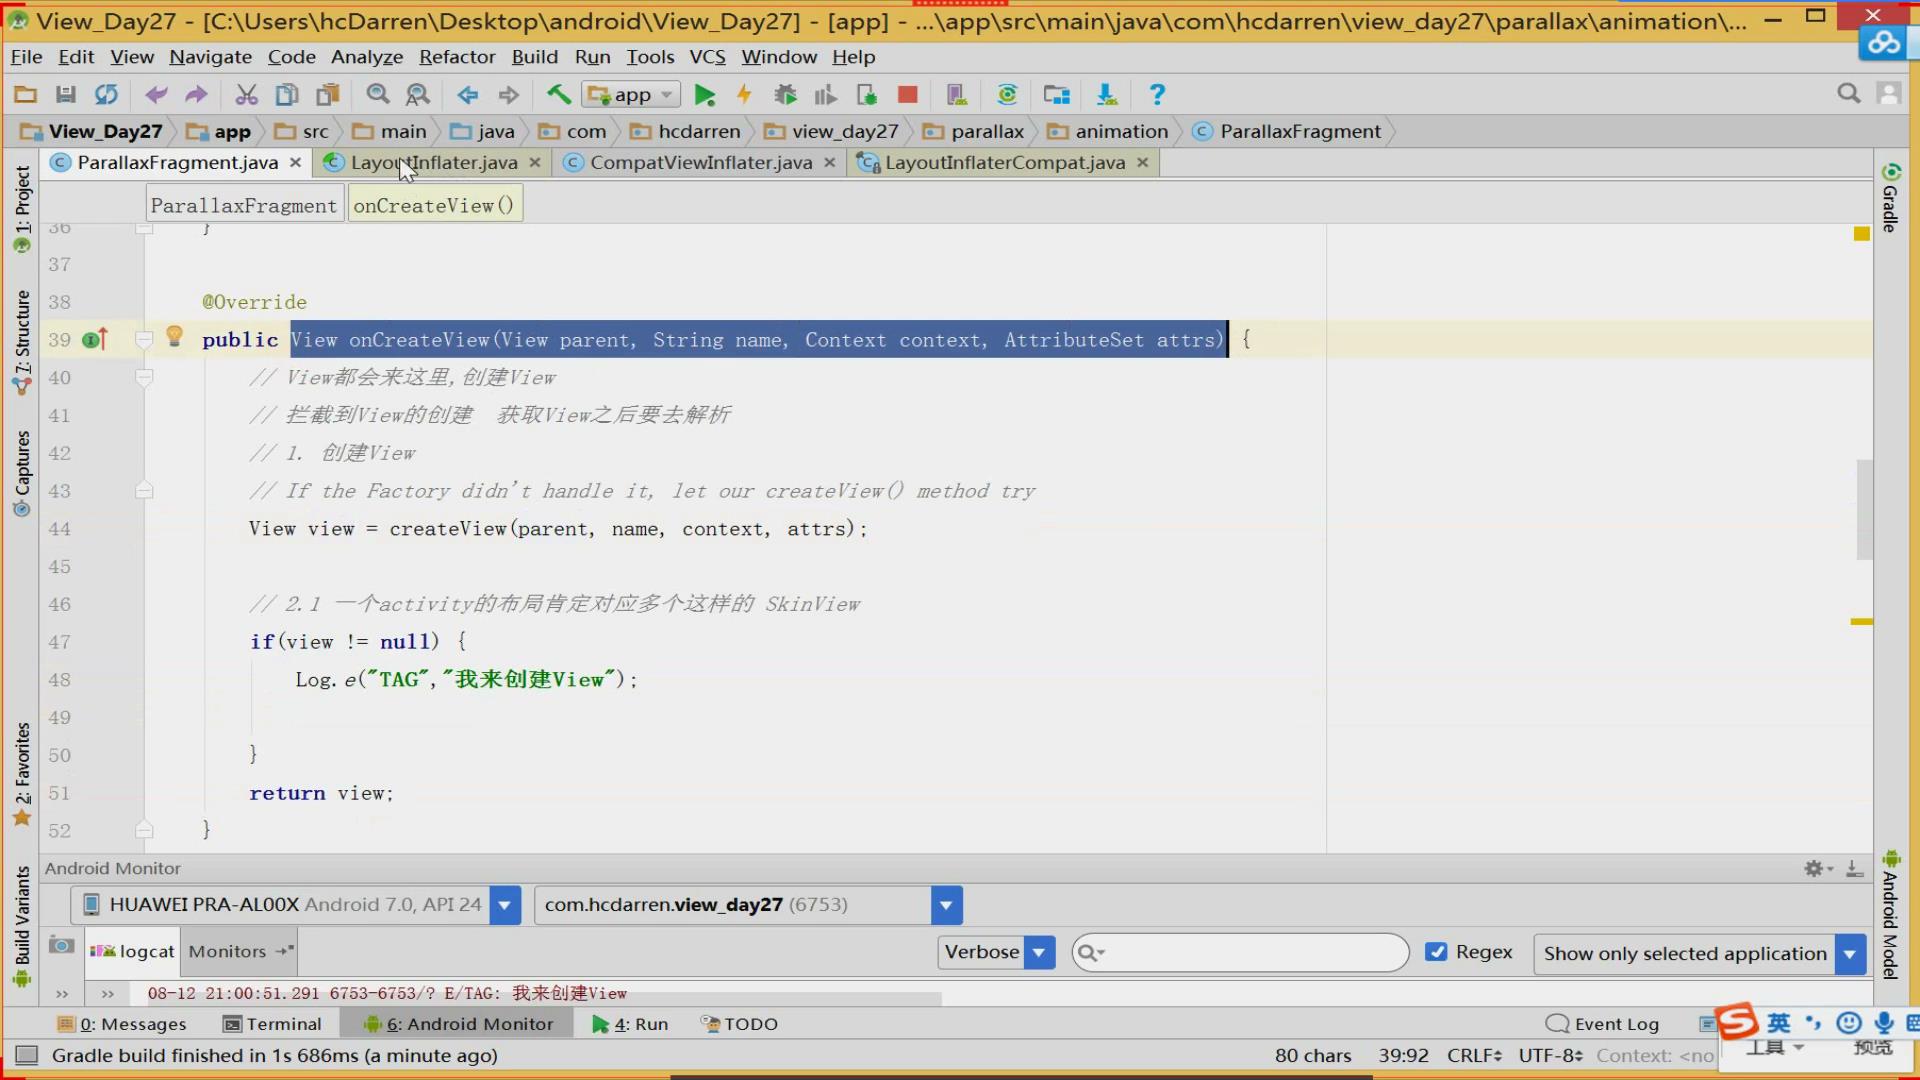 View_Day27 - [C:\Users\hcDarren\Desktop\android\View_Day27] - [app] - ...\app\src\main\java\com\hcdarren\view_day27\parallax\animation\...
File Edit View Navigate Code Analyze Refactor Build Run Tools VCS Window Help
app
View_Day27 app src main java com hcdarren view_day27 parallax animation ParallaxFragment
ParallaxFragment.java LayoutInflater.java CompatViewInflater.java LayoutInflaterCompat.java
ParallaxFragment onCreateView()
36 }
37
38 @Override
39 public View onCreateView(View parent, String name, Context context, AttributeSet attrs) {
40 // View都会来这里,创建View
41 // 拦截到View的创建 获取View之后要去解析
42 // 1. 创建View
43 // If the Factory didn't handle it, let our createView() method try
44 View view = createView(parent, name, context, attrs);
45
46 // 2.1 一个activity的布局肯定对应多个这样的 SkinView
47 if(view != null) {
48 Log.e("TAG","我来创建View");
49
50 }
51 return view;
52 }
1: Project
7: Structure
Captures
2: Favorites
Build Variants
Gradle
Android Model
Android Monitor
HUAWEI PRA-AL00X Android 7.0, API 24 com.hcdarren.view_day27 (6753)
logcat Monitors Verbose Regex Show only selected application
08-12 21:00:51.291 6753-6753/? E/TAG: 我来创建View
0: Messages Terminal 6: Android Monitor 4: Run TODO Event Log
英
Gradle build finished in 1s 686ms (a minute ago) 80 chars 39:92 CRLF UTF-8 Context: <no
工具 预览